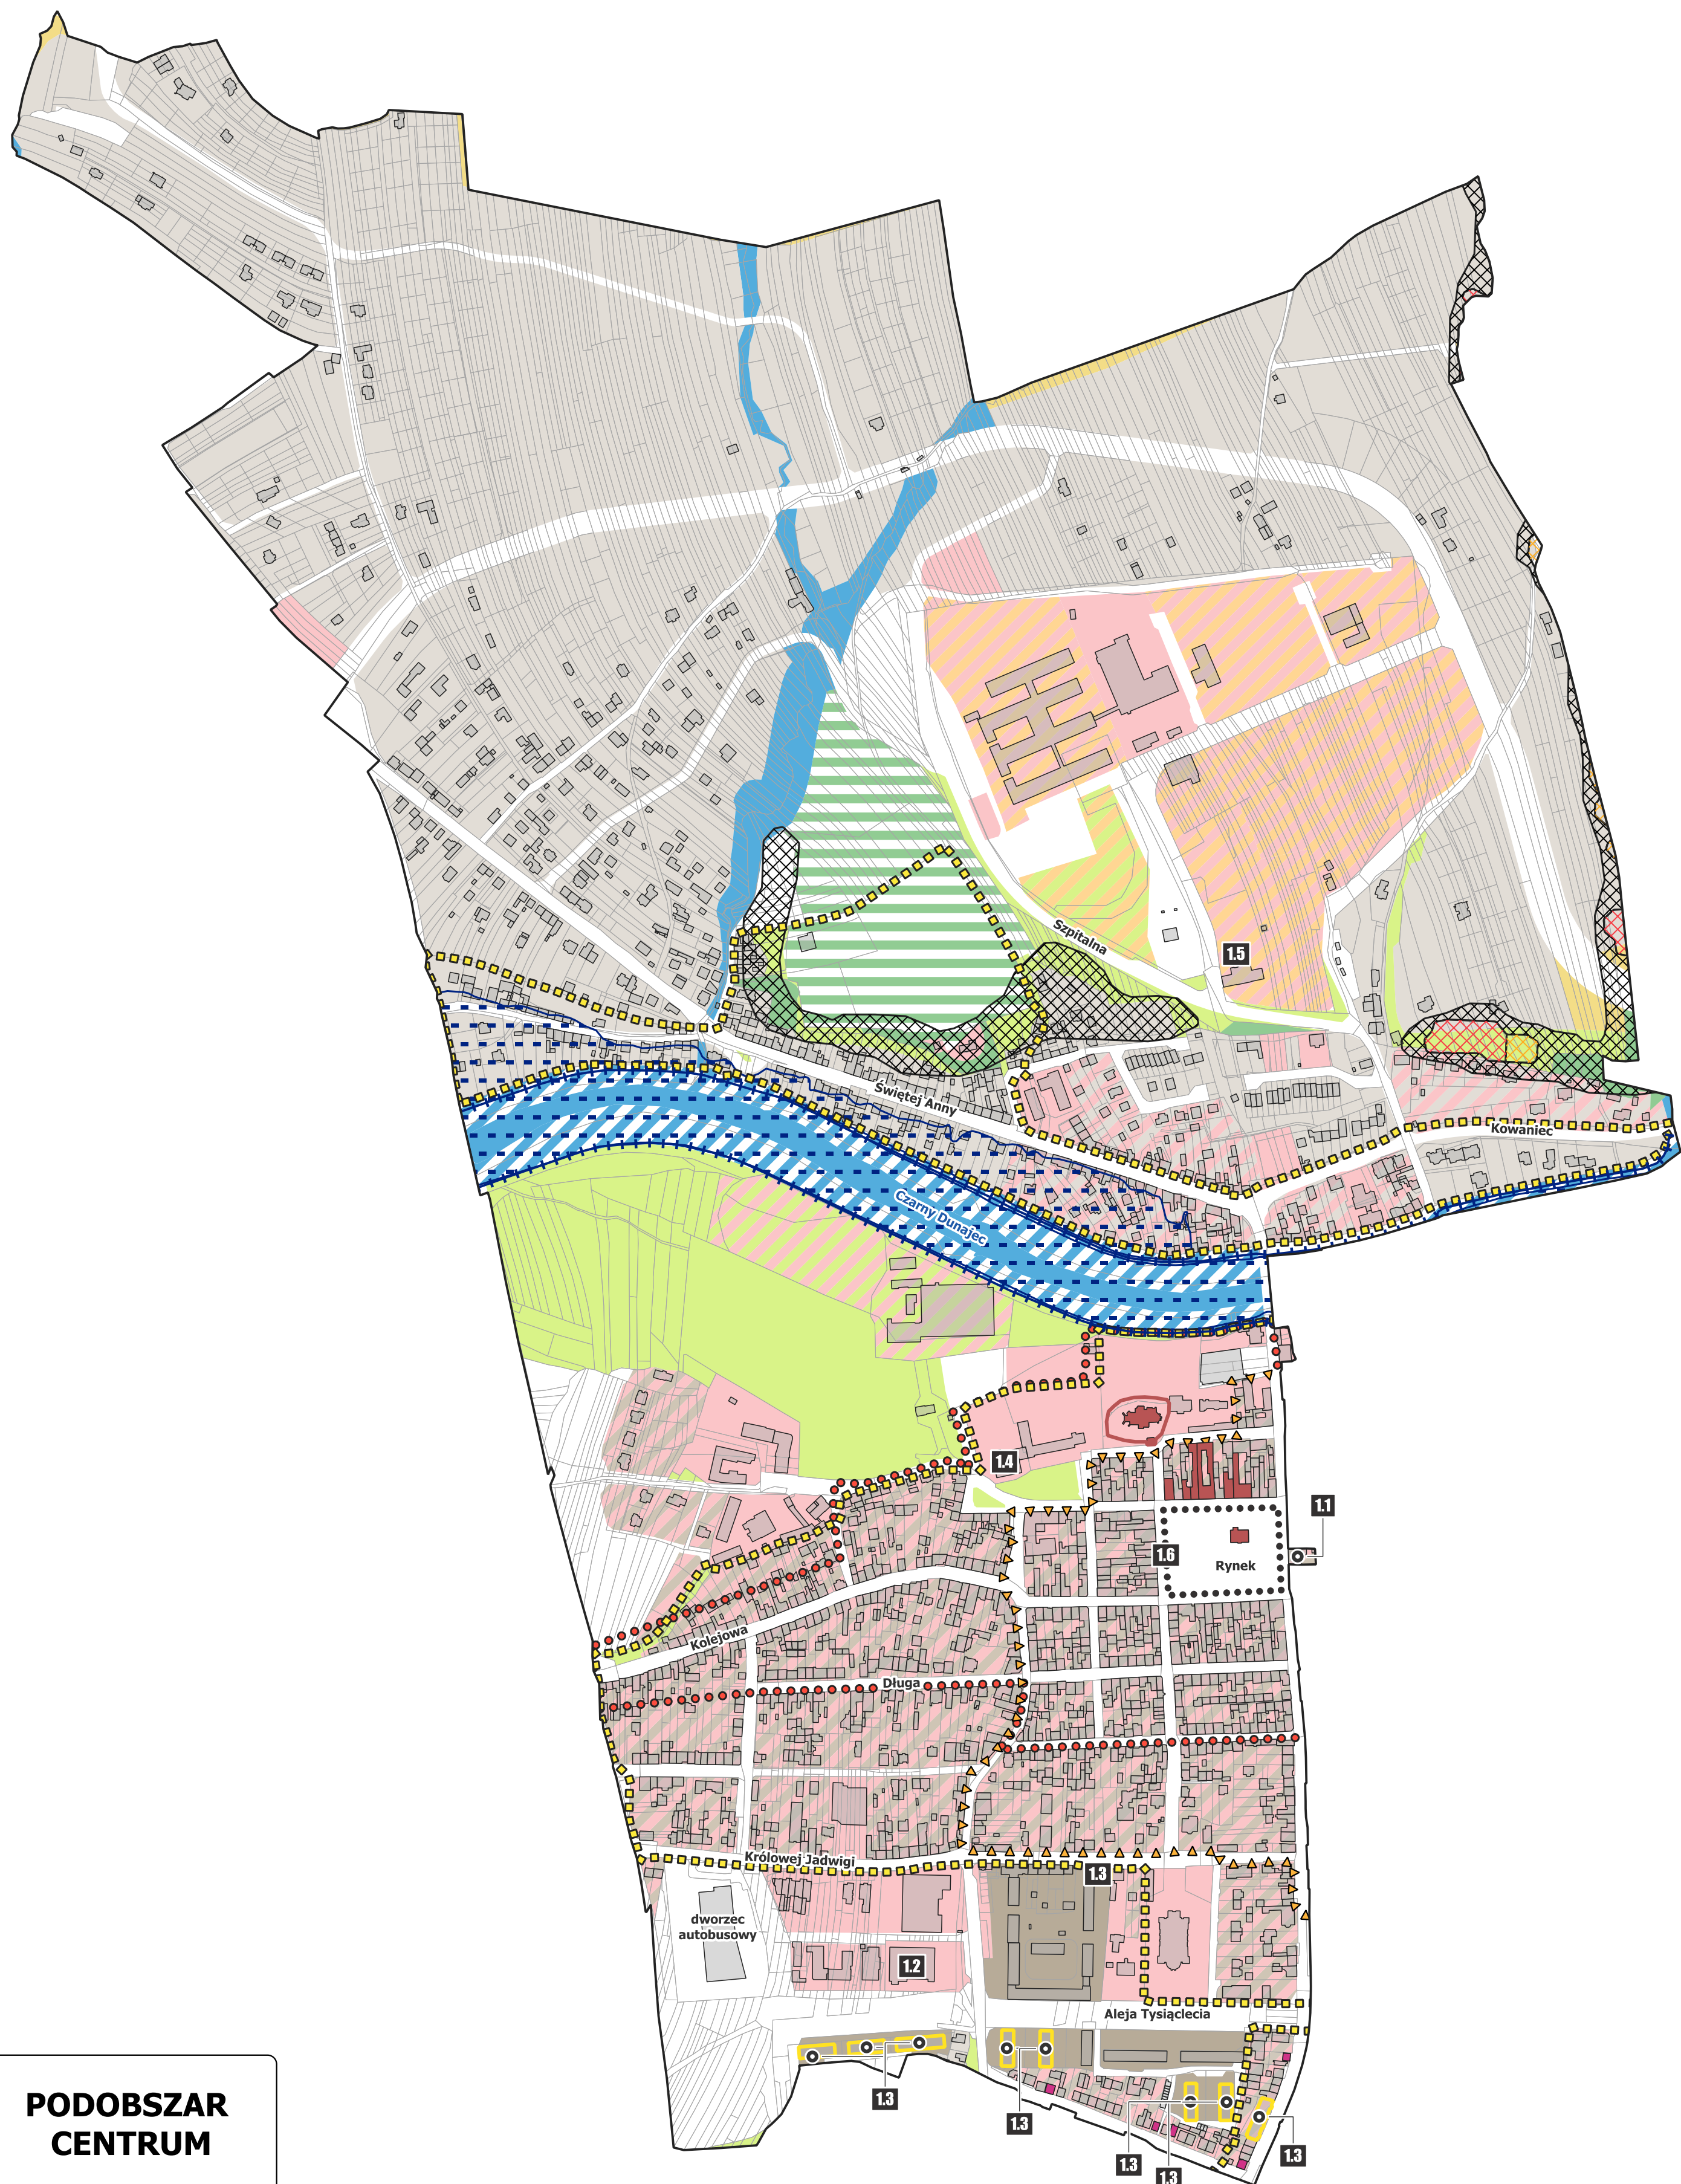 Szpitalna
1.5
Świętej Anny
Kowaniec
Czarny Dunajec
1.4
1.1
1.6
Rynek
Kolejowa
Długa
Królowej Jadwigi
1.3
dworzec
autobusowy
1.2
Aleja Tysiąclecia
1.3
1.3
1.3
1.3
1.3
PODOBSZAR
CENTRUM